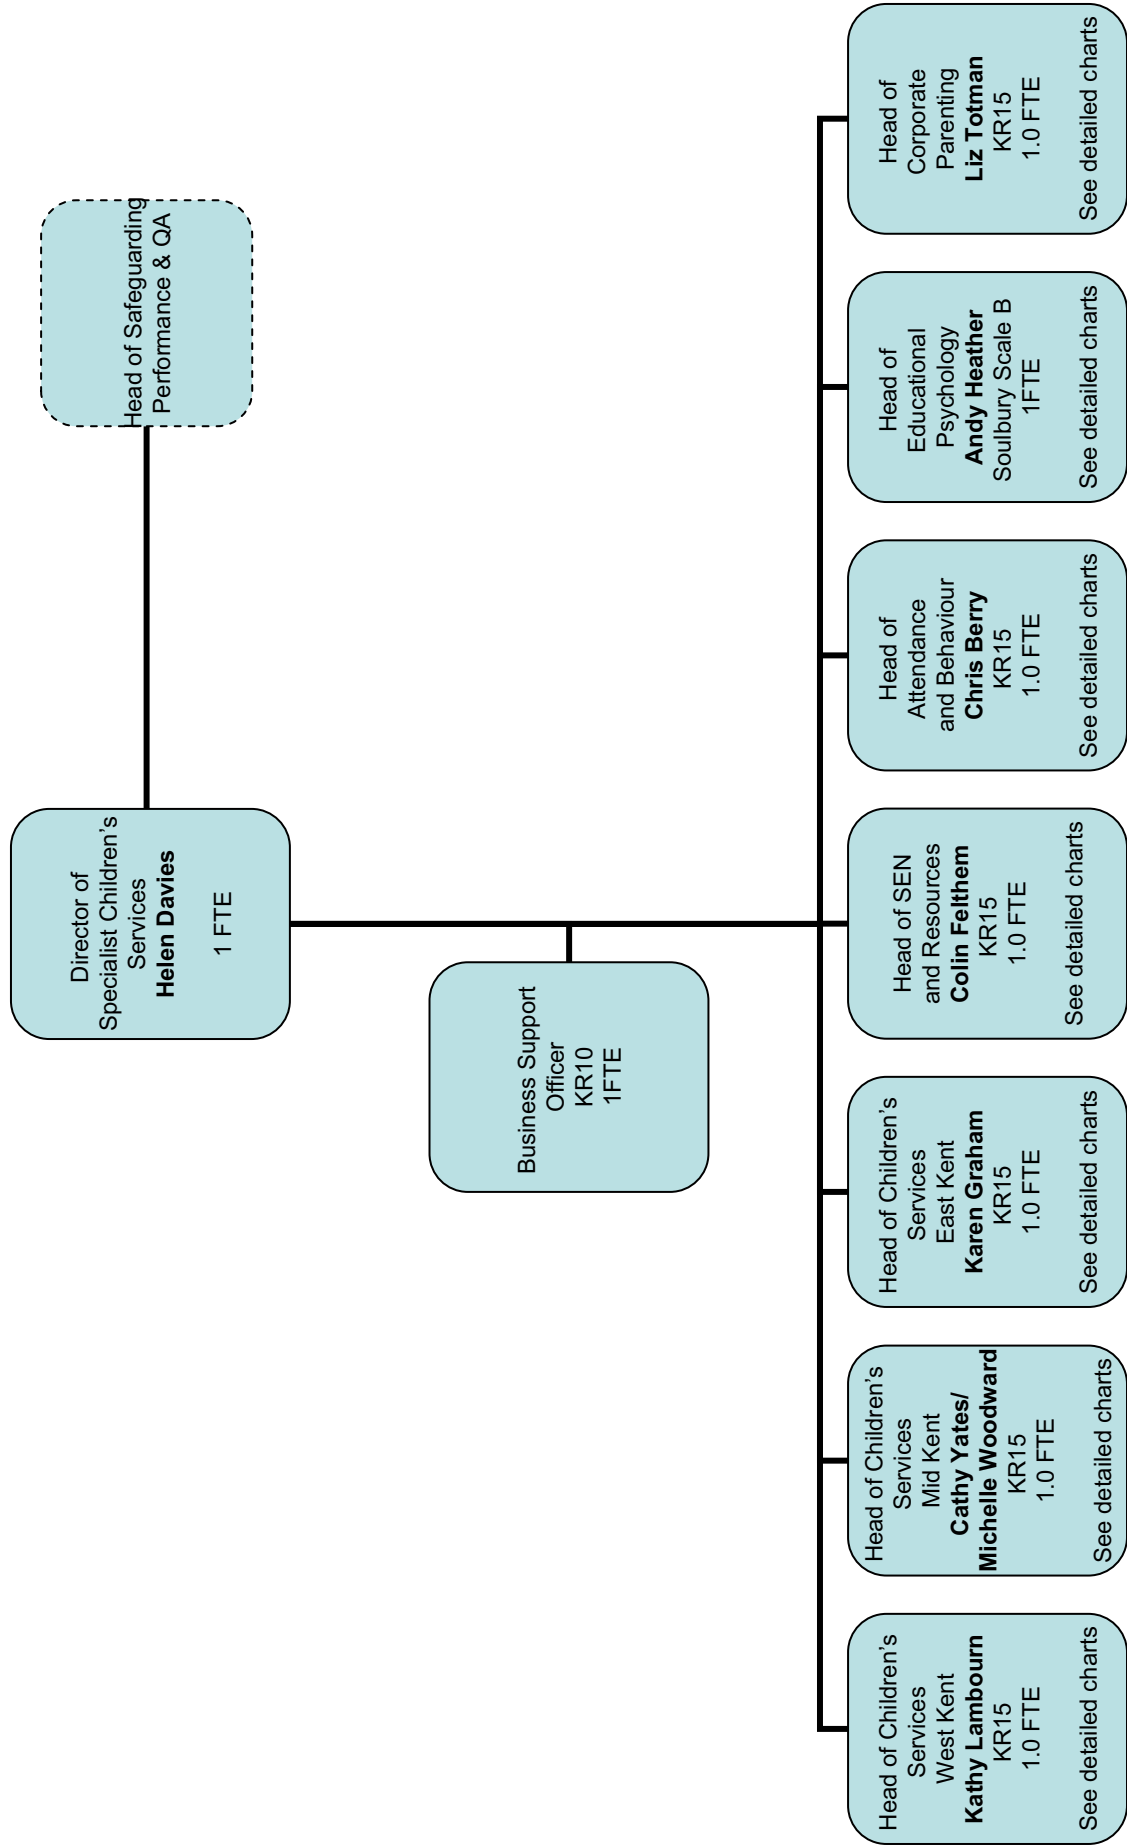 Director of
Specialist Children's
Services
Helen Davies
1 FTE
Head of Safeguarding
Performance & QA
Business Support
Officer
KR10
1FTE
Head of Children's
Services
West Kent
Kathy Lambourn
KR15
1.0 FTE
See detailed charts
Head of Children's
Services
Mid Kent
Cathy Yates/
Michelle Woodward
KR15
1.0 FTE
See detailed charts
Head of Children's
Services
East Kent
Karen Graham
KR15
1.0 FTE
See detailed charts
Head of SEN
and Resources
Colin Felthem
KR15
1.0 FTE
See detailed charts
Head of
Attendance
and Behaviour
Chris Berry
KR15
1.0 FTE
See detailed charts
Head of
Educational
Psychology
Andy Heather
Soulbury Scale B
1FTE
See detailed charts
Head of
Corporate
Parenting
Liz Totman
KR15
1.0 FTE
See detailed charts